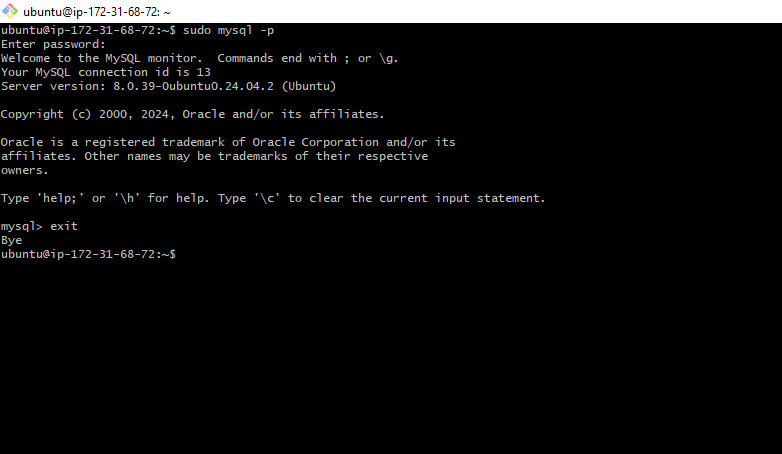 ubuntu@ip-172-31-68-72: ~
ubuntu@ip-172-31-68-72:~$ sudo mysql -p
Enter password:
Welcome to the MySQL monitor.  Commands end with ; or \g.
Your MySQL connection id is 13
Server version: 8.0.39-0ubuntu0.24.04.2 (Ubuntu)

Copyright (c) 2000, 2024, Oracle and/or its affiliates.

Oracle is a registered trademark of Oracle Corporation and/or its
affiliates. Other names may be trademarks of their respective
owners.

Type 'help;' or '\h' for help. Type '\c' to clear the current input statement.

mysql> exit
Bye
ubuntu@ip-172-31-68-72:~$